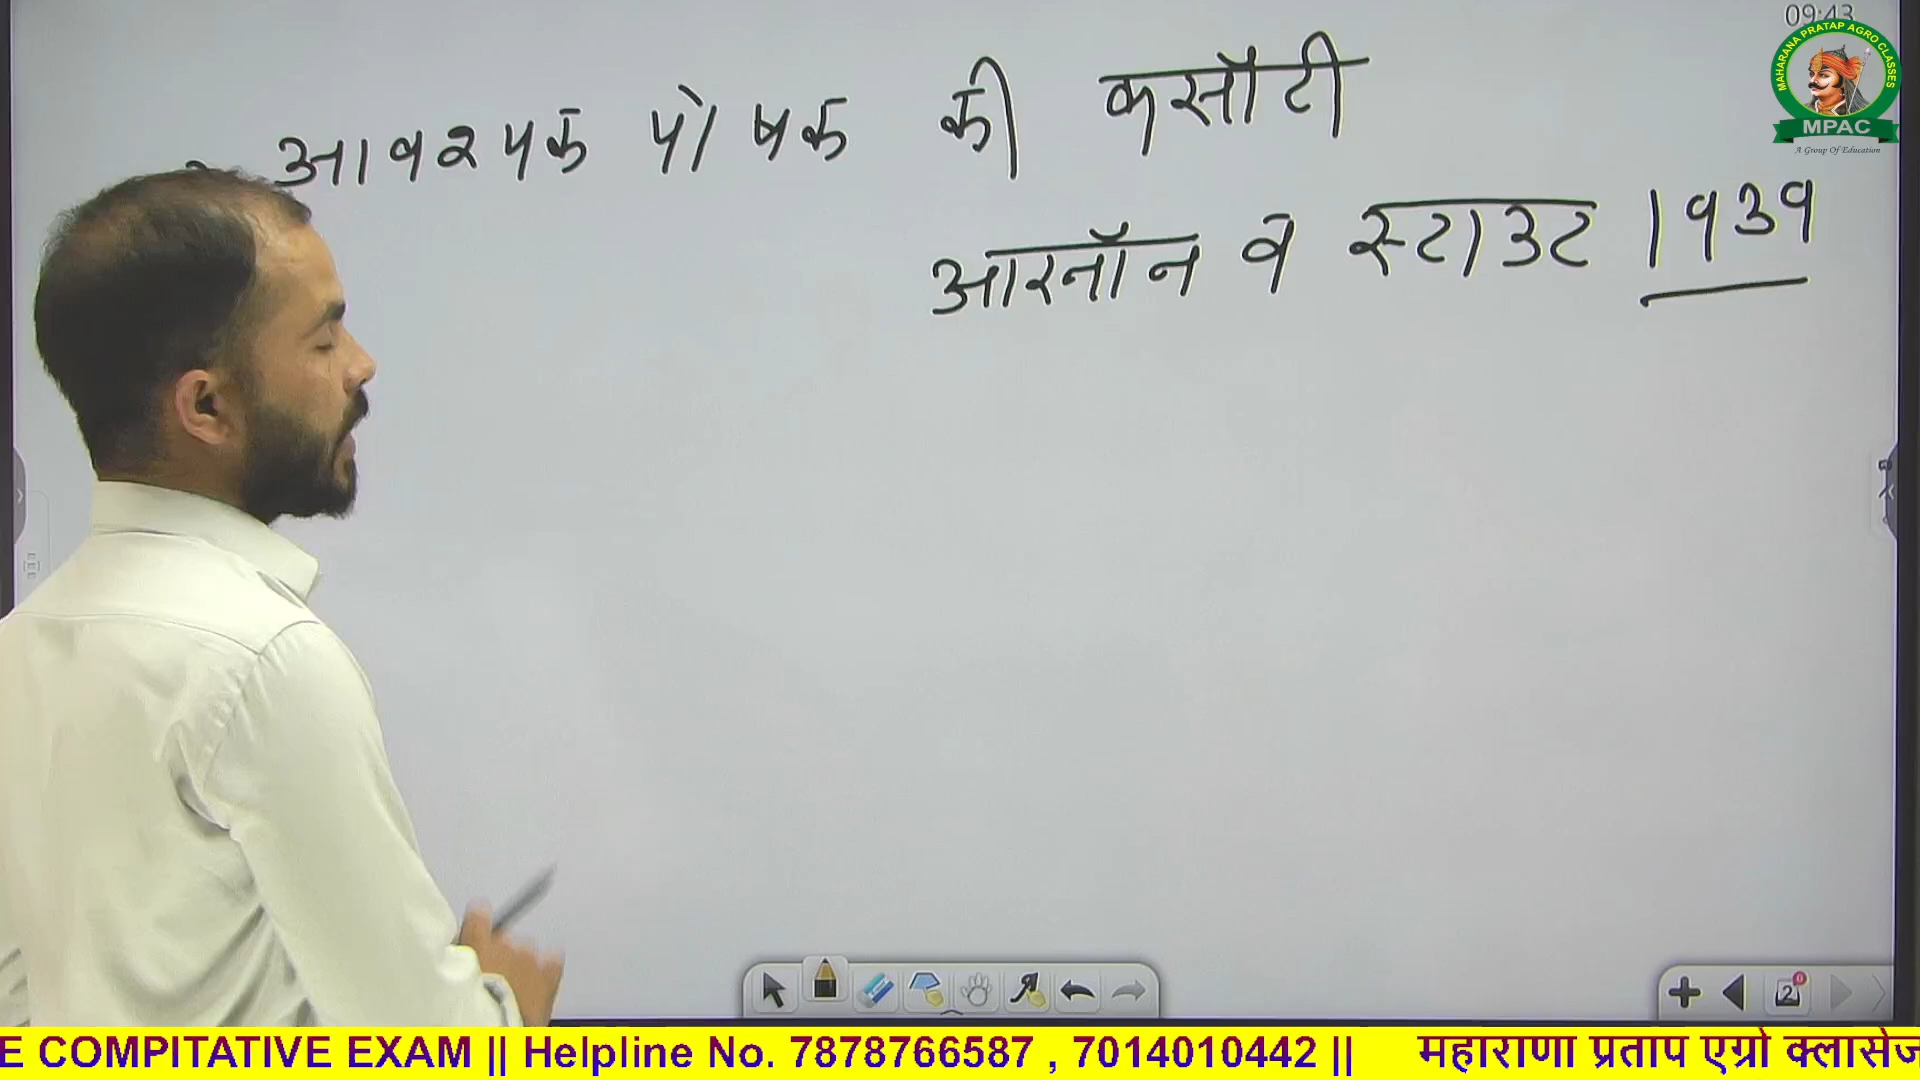 09:43
MAHARANA PRATAP AGRO CLASSES
MPAC
A Group Of Education
आवश्यक पोषक की कसौटी
आरनॉन व स्टाउट 1939
2
E COMPITATIVE EXAM || Helpline No. 7878766587 , 7014010442 || महाराणा प्रताप एग्रो क्लासेज